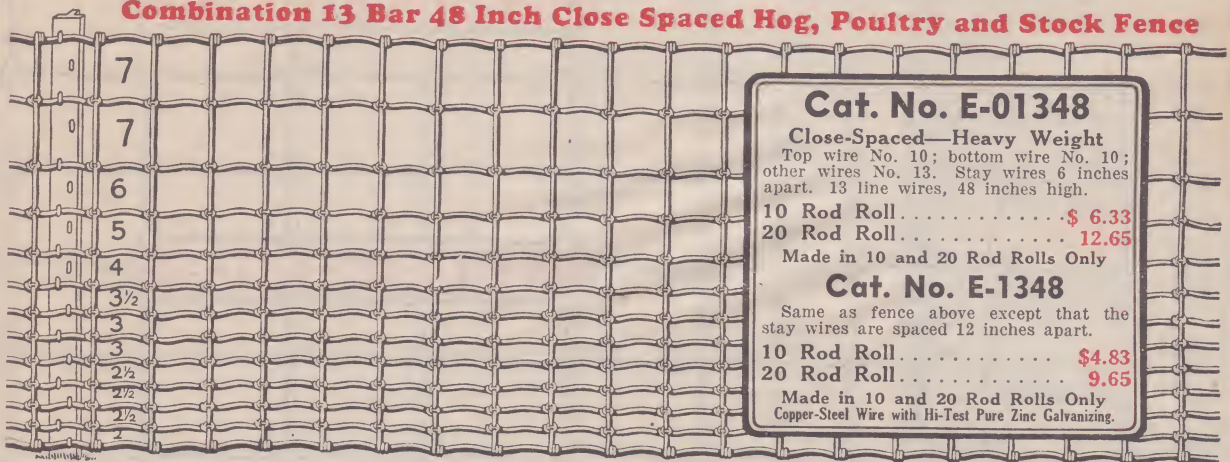 Combination 13 Bar 48 Inch Close Spaced Hog, Poultry and Stock Fence
7
7
6
5
4
3½
3
3
2½
2½
2½
2
Cat. No. E-01348
Close-Spaced—Heavy Weight
Top wire No. 10; bottom wire No. 10;
other wires No. 13. Stay wires 6 inches
apart. 13 line wires, 48 inches high.
10 Rod Roll.............$ 6.33
20 Rod Roll............. 12.65
Made in 10 and 20 Rod Rolls Only
Cat. No. E-1348
Same as fence above except that the
stay wires are spaced 12 inches apart.
10 Rod Roll............ $4.83
20 Rod Roll............. 9.65
Made in 10 and 20 Rod Rolls Only
Copper-Steel Wire with Hi-Test Pure Zinc Galvanizing.